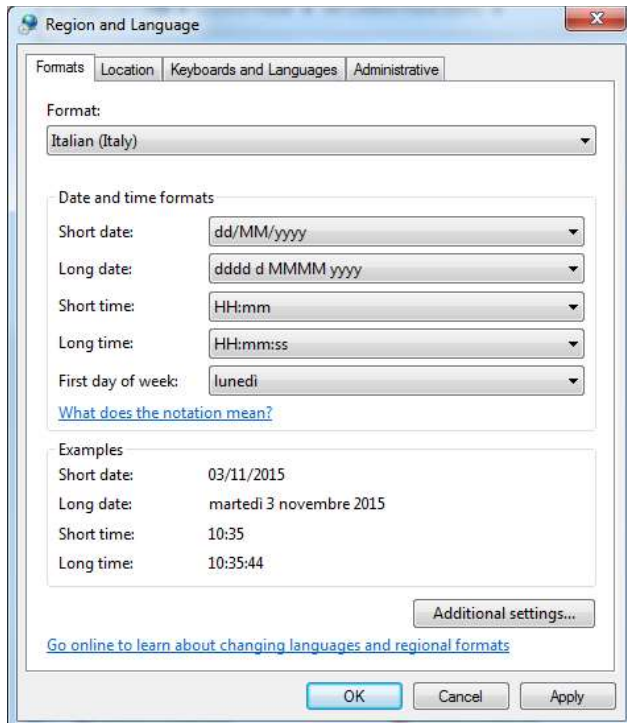 Region and Language
Formats Location Keyboards and Languages Administrative
Format:
Italian (Italy)
Date and time formats
Short date: dd/MM/yyyy
Long date: dddd d MMMM yyyy
Short time: HH:mm
Long time: HH:mm:ss
First day of week: lunedì
What does the notation mean?
Examples
Short date: 03/11/2015
Long date: martedì 3 novembre 2015
Short time: 10:35
Long time: 10:35:44
Additional settings...
Go online to learn about changing languages and regional formats
OK Cancel Apply